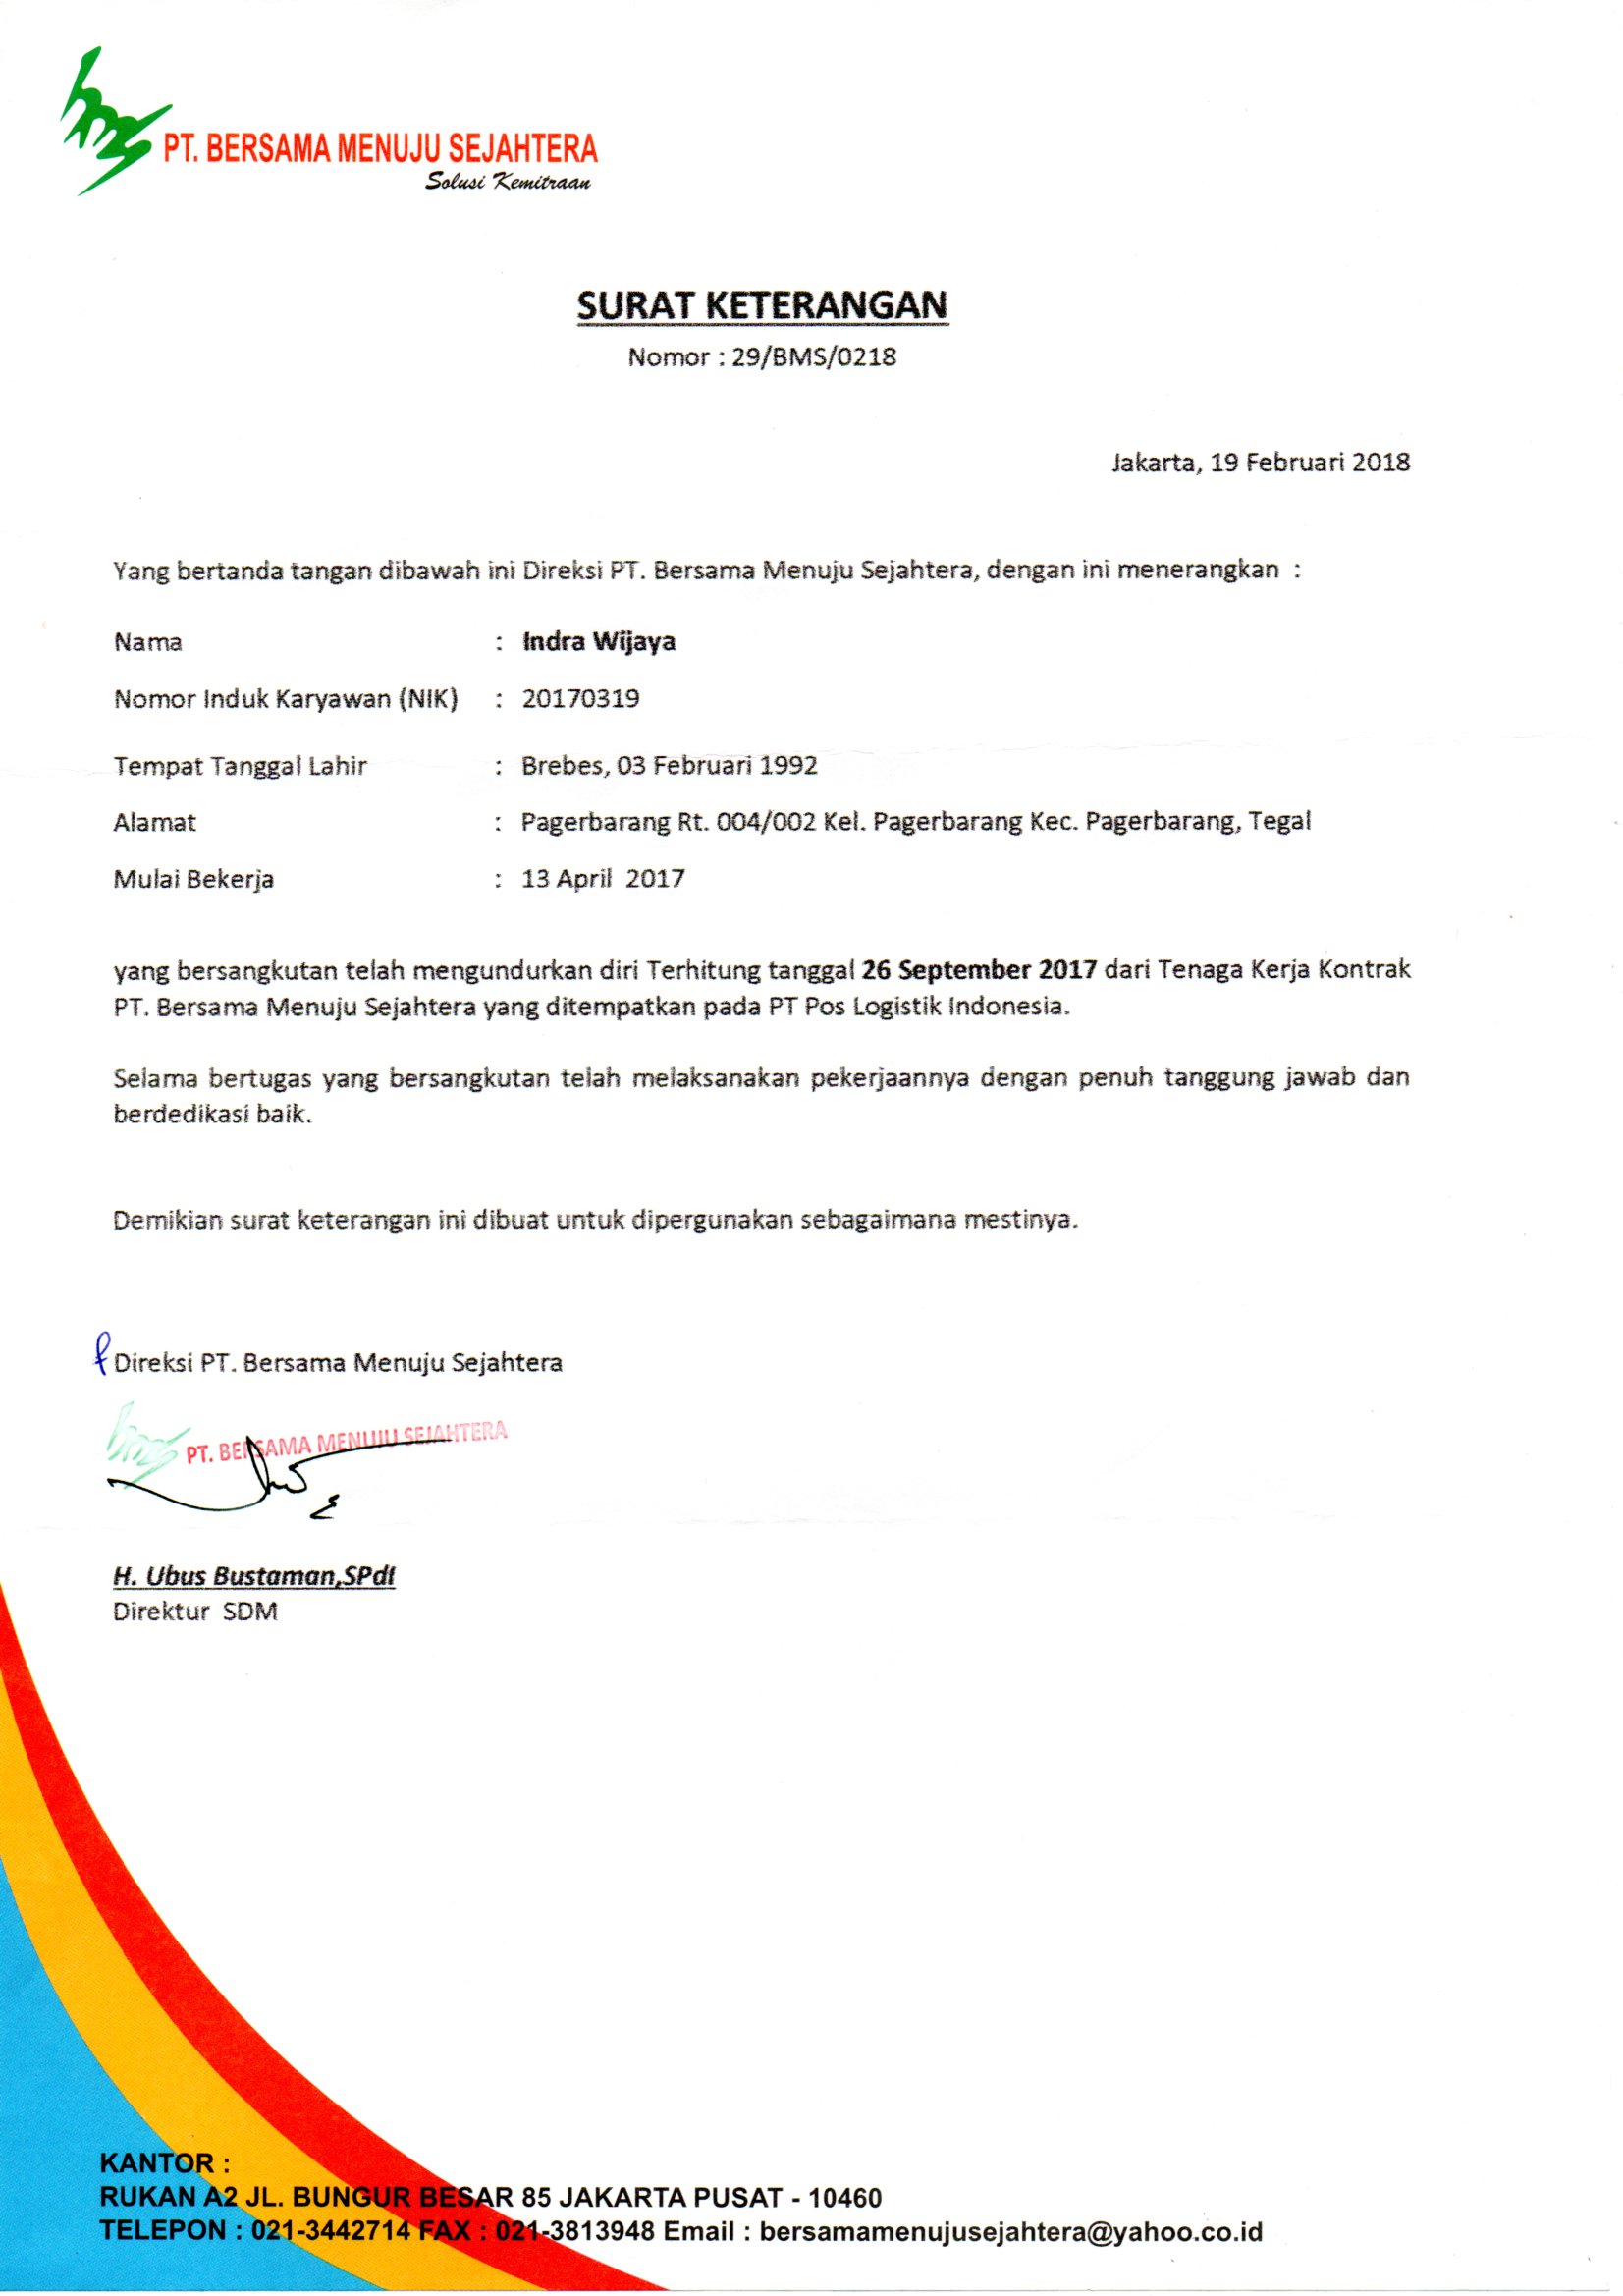 bms
PT. BERSAMA MENUJU SEJAHTERA
Solusi Kemitraan
SURAT KETERANGAN
Nomor : 29/BMS/0218
Jakarta, 19 Februari 2018
Yang bertanda tangan dibawah ini Direksi PT. Bersama Menuju Sejahtera, dengan ini menerangkan :
Nama : Indra Wijaya
Nomor Induk Karyawan (NIK) : 20170319
Tempat Tanggal Lahir : Brebes, 03 Februari 1992
Alamat : Pagerbarang Rt. 004/002 Kel. Pagerbarang Kec. Pagerbarang, Tegal
Mulai Bekerja : 13 April 2017
yang bersangkutan telah mengundurkan diri Terhitung tanggal 26 September 2017 dari Tenaga Kerja Kontrak
PT. Bersama Menuju Sejahtera yang ditempatkan pada PT Pos Logistik Indonesia.
Selama bertugas yang bersangkutan telah melaksanakan pekerjaannya dengan penuh tanggung jawab dan
berdedikasi baik.
Demikian surat keterangan ini dibuat untuk dipergunakan sebagaimana mestinya.
Direksi PT. Bersama Menuju Sejahtera
bms PT. BERSAMA MENUJU SEJAHTERA
H. Ubus Bustaman,SPdI
Direktur SDM
KANTOR :
RUKAN A2 JL. BUNGUR BESAR 85 JAKARTA PUSAT - 10460
TELEPON : 021-3442714 FAX : 021-3813948 Email : bersamamenujusejahtera@yahoo.co.id